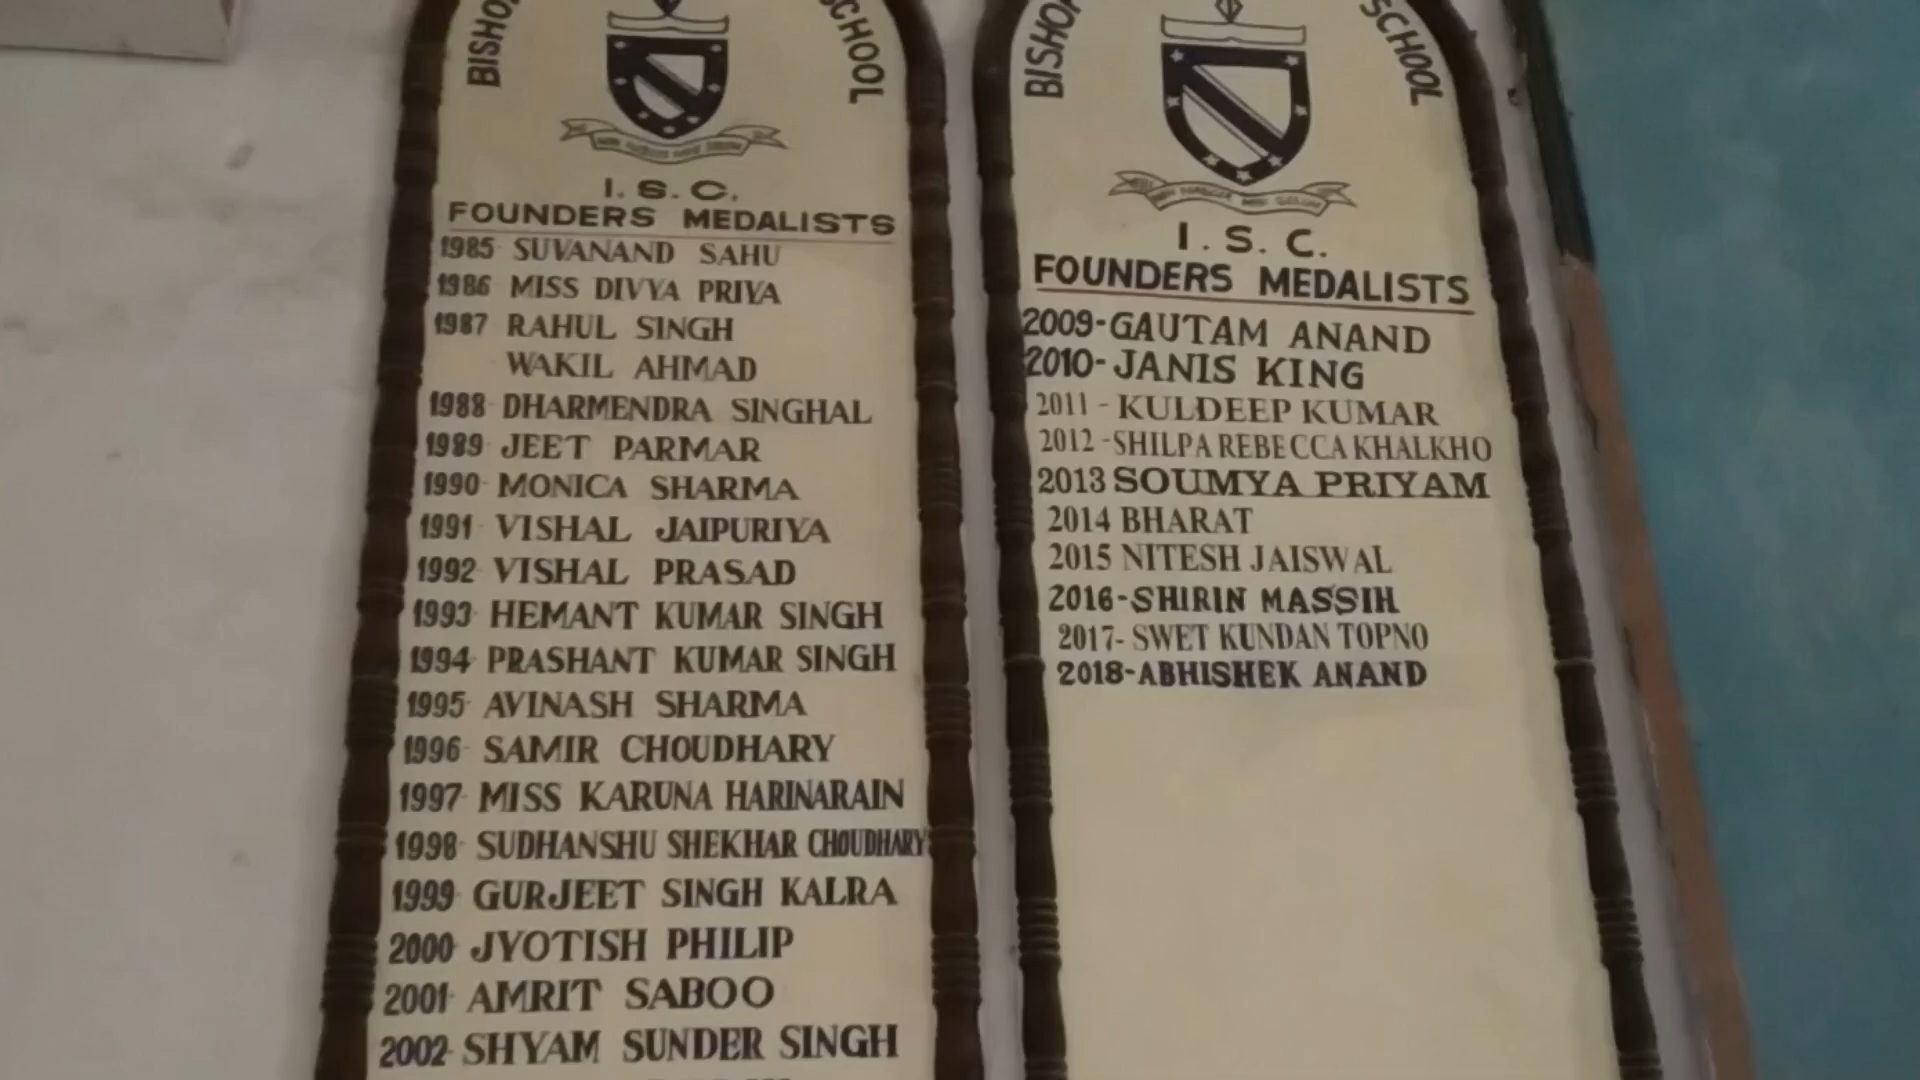 SCHOOL
I. S. C.
FOUNDERS MEDALISTS
1985 SUVANAND SAHU
1986 MISS DIVYA PRIYA
1987 RAHUL SINGH
WAKIL AHMAD
1988 DHARMENDRA SINGHAL
1989 JEET PARMAR
1990 MONICA SHARMA
1991 VISHAL JAIPURIYA
1992 VISHAL PRASAD
1993 HEMANT KUMAR SINGH
1994 PRASHANT KUMAR SINGH
1995 AVINASH SHARMA
1996 SAMIR CHOUDHARY
1997 MISS KARUNA HARINARAIN
1998 SUDHANSHU SHEKHAR CHOUDHARY
1999 GURJEET SINGH KALRA
2000 JYOTISH PHILIP
2001 AMRIT SABOO
2002 SHYAM SUNDER SINGH
SCHOOL
I. S. C.
FOUNDERS MEDALISTS
2009-GAUTAM ANAND
2010-JANIS KING
2011 - KULDEEP KUMAR
2012 -SHILPA REBECCA KHALKHO
2013 SOUMYA PRIYAM
2014 BHARAT
2015 NITESH JAISWAL
2016-SHIRIN MASSIH
2017- SWET KUNDAN TOPNO
2018-ABHISHEK ANAND